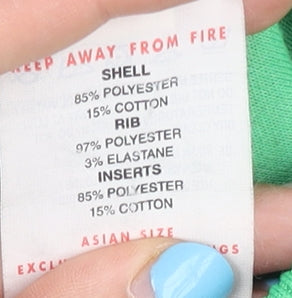 KEEP AWAY FROM FIRE
SHELL
85% POLYESTER
15% COTTON
RIB
97% POLYESTER
3% ELASTANE
INSERTS
85% POLYESTER
15% COTTON
ASIAN SIZE